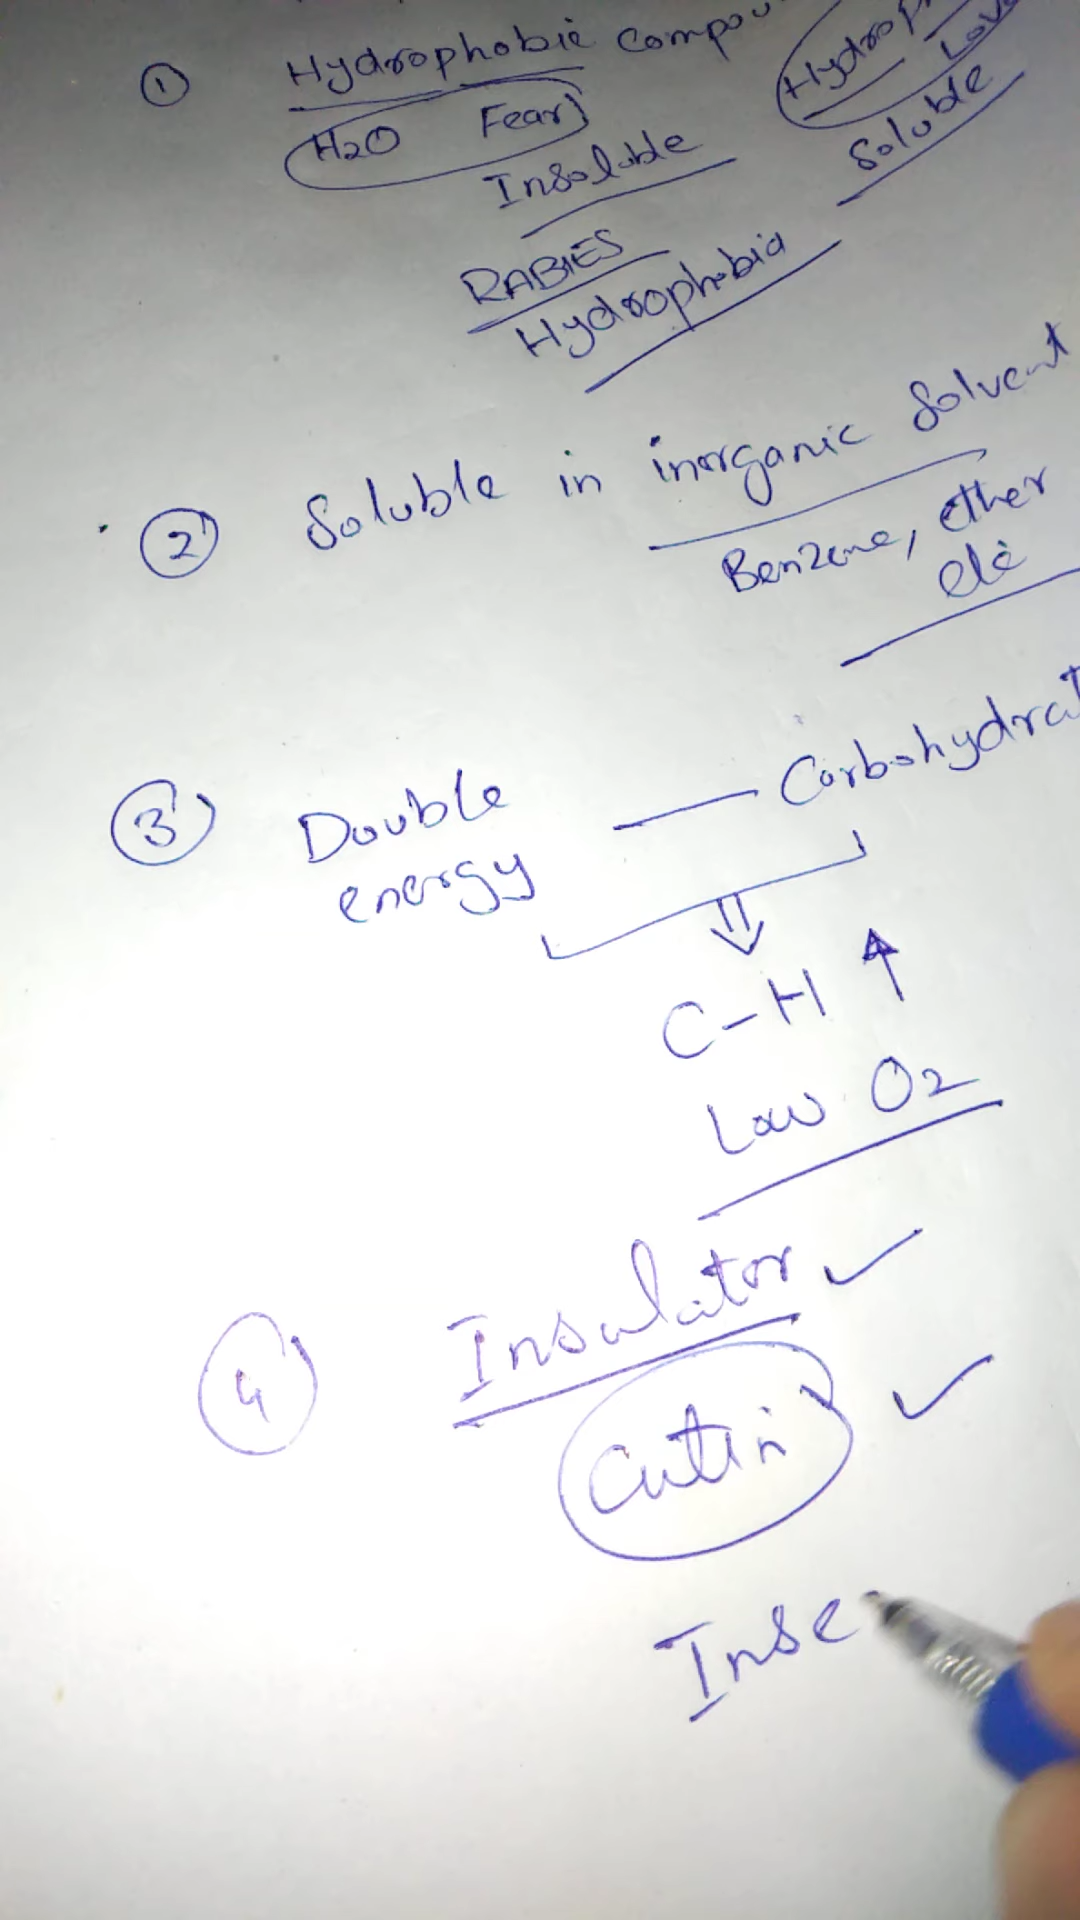 ① Hydrophobic Compou
H2O Fear
Insoluble
Hydrop
Lov
Soluble
RABIES
Hydrophobia
② Soluble in inorganic Solvent
Benzene, ether
etc
③ Double energy — Carbohydrat
C-H ↑
Low O2
④ Insulator ✓
Cutin ✓
Inse